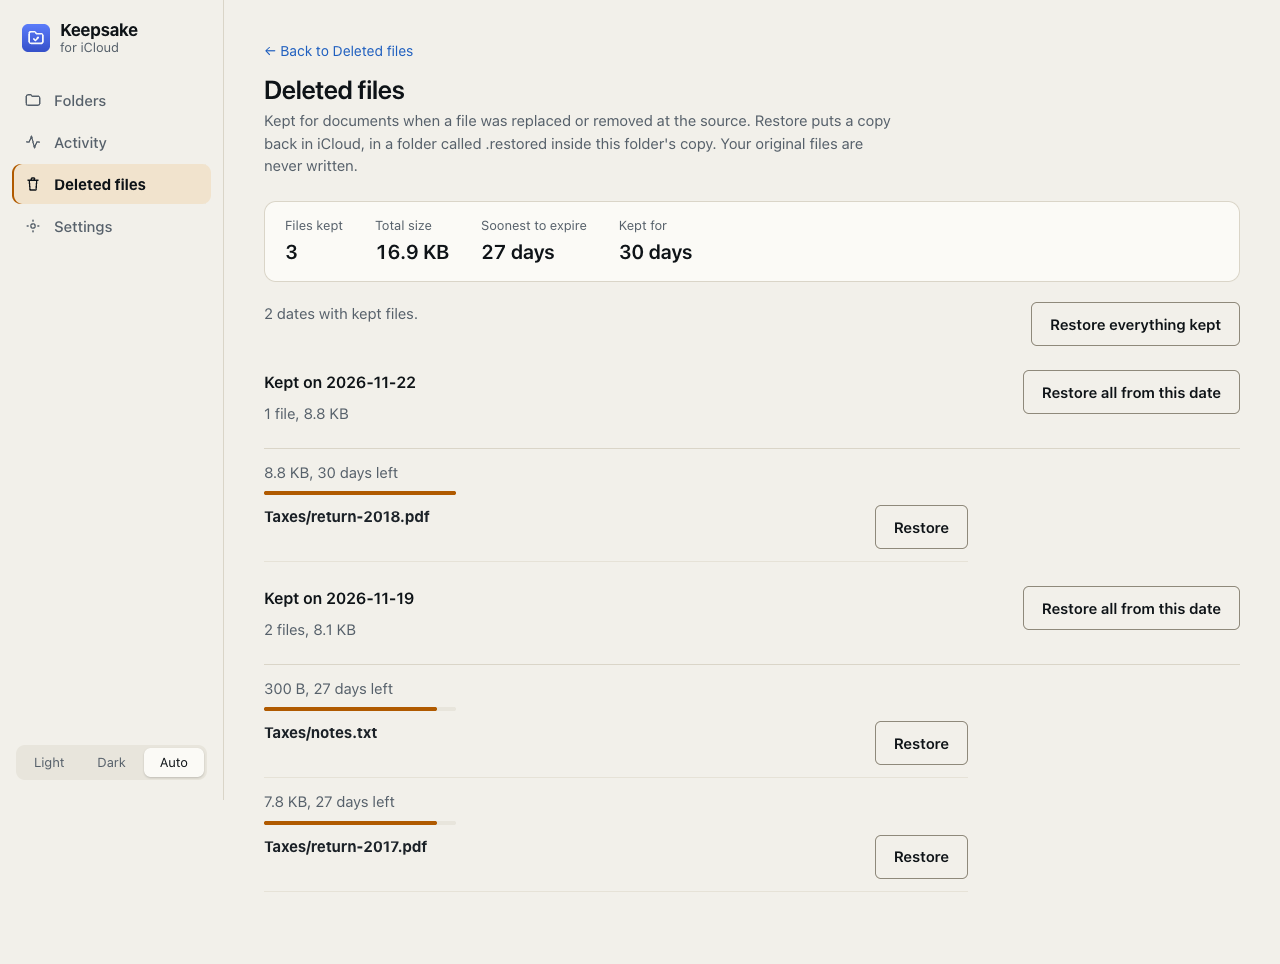 Keepsake
for iCloud
Folders
Activity
Deleted files
Settings
Light Dark Auto
← Back to Deleted files
Deleted files
Kept for documents when a file was replaced or removed at the source. Restore puts a copy
back in iCloud, in a folder called .restored inside this folder's copy. Your original files are
never written.
Files kept Total size Soonest to expire Kept for
3 16.9 KB 27 days 30 days
2 dates with kept files. Restore everything kept
Kept on 2026-11-22 Restore all from this date
1 file, 8.8 KB
8.8 KB, 30 days left
Taxes/return-2018.pdf Restore
Kept on 2026-11-19 Restore all from this date
2 files, 8.1 KB
300 B, 27 days left
Taxes/notes.txt Restore
7.8 KB, 27 days left
Taxes/return-2017.pdf Restore